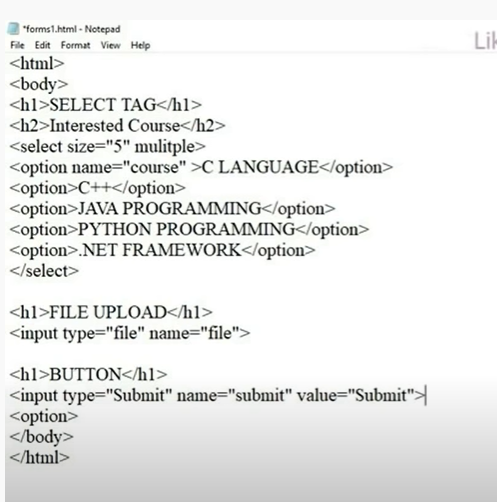 *forms1.html - Notepad
File Edit Format View Help
Lik
<html>
<body>
<h1>SELECT TAG</h1>
<h2>Interested Course</h2>
<select size="5" mulitple>
<option name="course" >C LANGUAGE</option>
<option>C++</option>
<option>JAVA PROGRAMMING</option>
<option>PYTHON PROGRAMMING</option>
<option>.NET FRAMEWORK</option>
</select>
<h1>FILE UPLOAD</h1>
<input type="file" name="file">
<h1>BUTTON</h1>
<input type="Submit" name="submit" value="Submit">
<option>
</body>
</html>